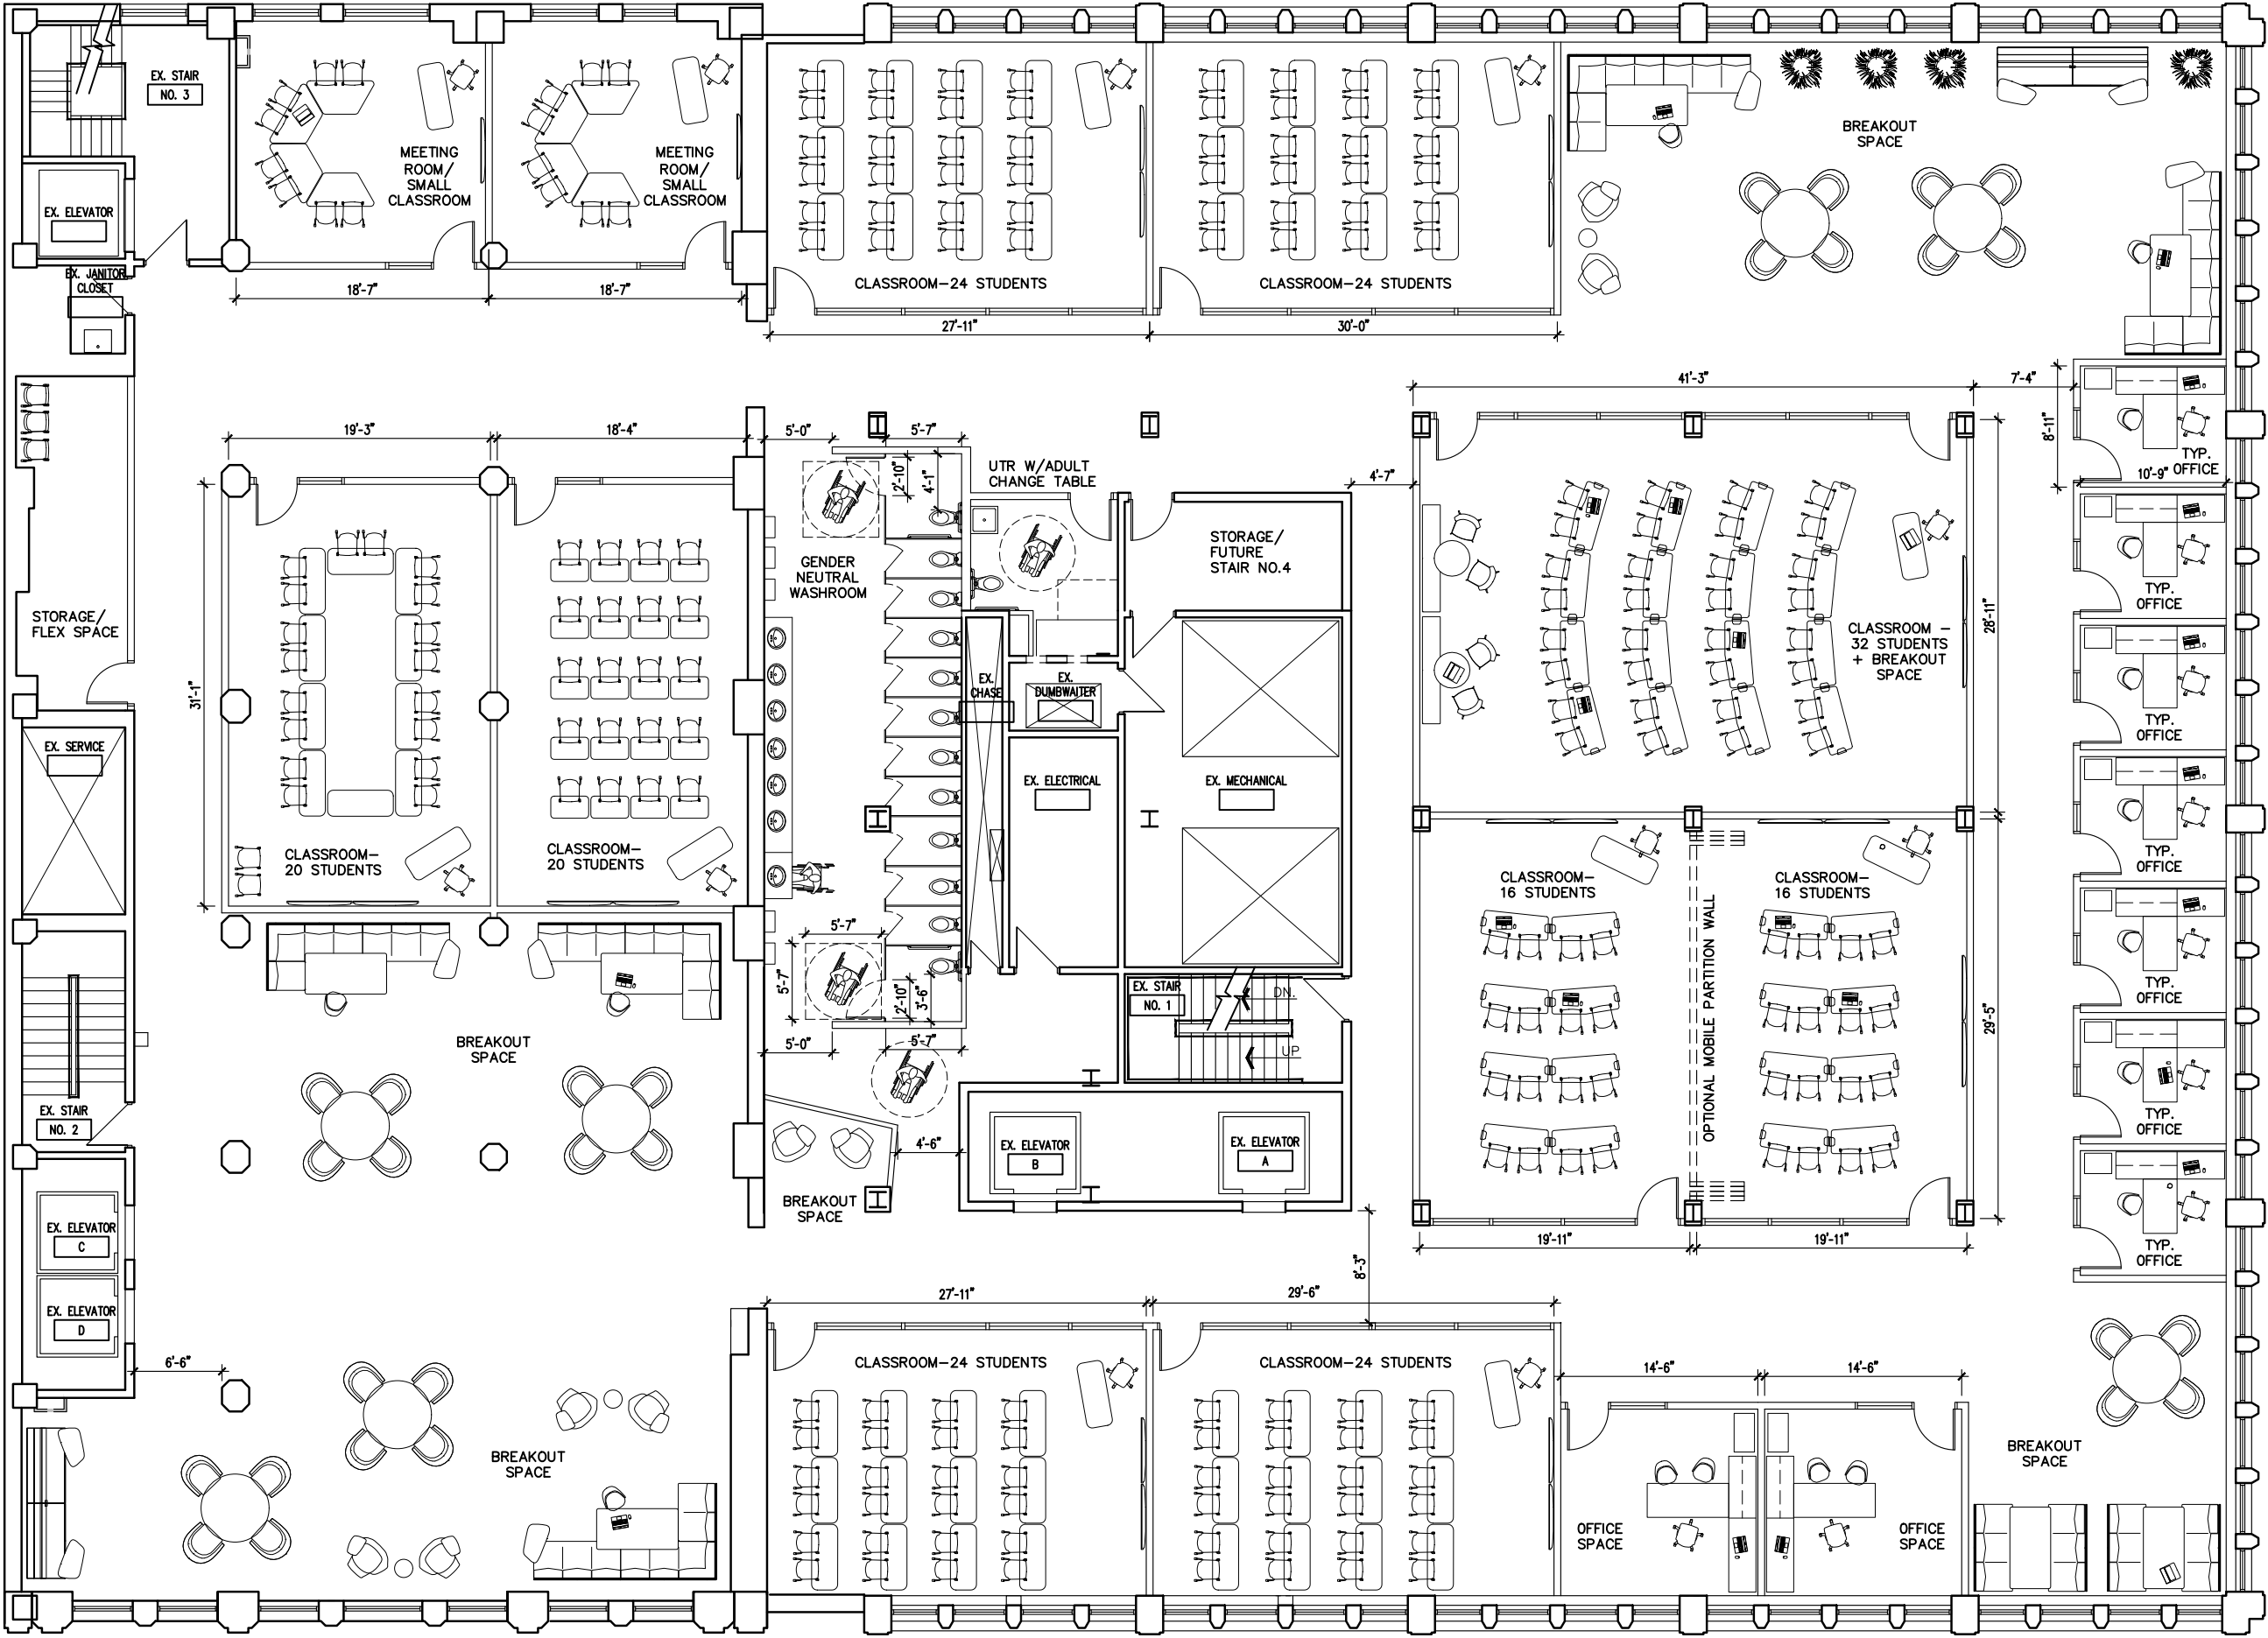 EX. STAIR
NO. 3
EX. ELEVATOR
EX. JANITOR
CLOSET
MEETING
ROOM/
SMALL
CLASSROOM
MEETING
ROOM/
SMALL
CLASSROOM
18'-7"
18'-7"
CLASSROOM-24 STUDENTS
CLASSROOM-24 STUDENTS
27'-11"
30'-0"
BREAKOUT
SPACE
41'-3"
7'-4"
8'-11"
TYP.
OFFICE
10'-9"
19'-3"
18'-4"
5'-0"
5'-7"
2'-10"
4'-1"
UTR W/ADULT
CHANGE TABLE
4'-7"
STORAGE/
FUTURE
STAIR NO.4
GENDER
NEUTRAL
WASHROOM
STORAGE/
FLEX SPACE
31'-1"
EX.
CHASE
EX.
DUMBWAITER
EX. ELECTRICAL
EX. MECHANICAL
CLASSROOM -
32 STUDENTS
+ BREAKOUT
SPACE
28'-11"
TYP.
OFFICE
TYP.
OFFICE
TYP.
OFFICE
TYP.
OFFICE
TYP.
OFFICE
TYP.
OFFICE
EX. SERVICE
CLASSROOM-
20 STUDENTS
CLASSROOM-
20 STUDENTS
CLASSROOM-
16 STUDENTS
CLASSROOM-
16 STUDENTS
OPTIONAL MOBILE PARTITION WALL
29'-5"
5'-7"
5'-7"
2'-10"
3'-6"
5'-0"
5'-7"
EX. STAIR
NO. 1
DN.
UP
BREAKOUT
SPACE
EX. STAIR
NO. 2
4'-6"
EX. ELEVATOR
B
EX. ELEVATOR
A
BREAKOUT
SPACE
EX. ELEVATOR
C
EX. ELEVATOR
D
6'-6"
19'-11"
19'-11"
8'-3"
27'-11"
29'-6"
CLASSROOM-24 STUDENTS
CLASSROOM-24 STUDENTS
14'-6"
14'-6"
BREAKOUT
SPACE
BREAKOUT
SPACE
OFFICE
SPACE
OFFICE
SPACE